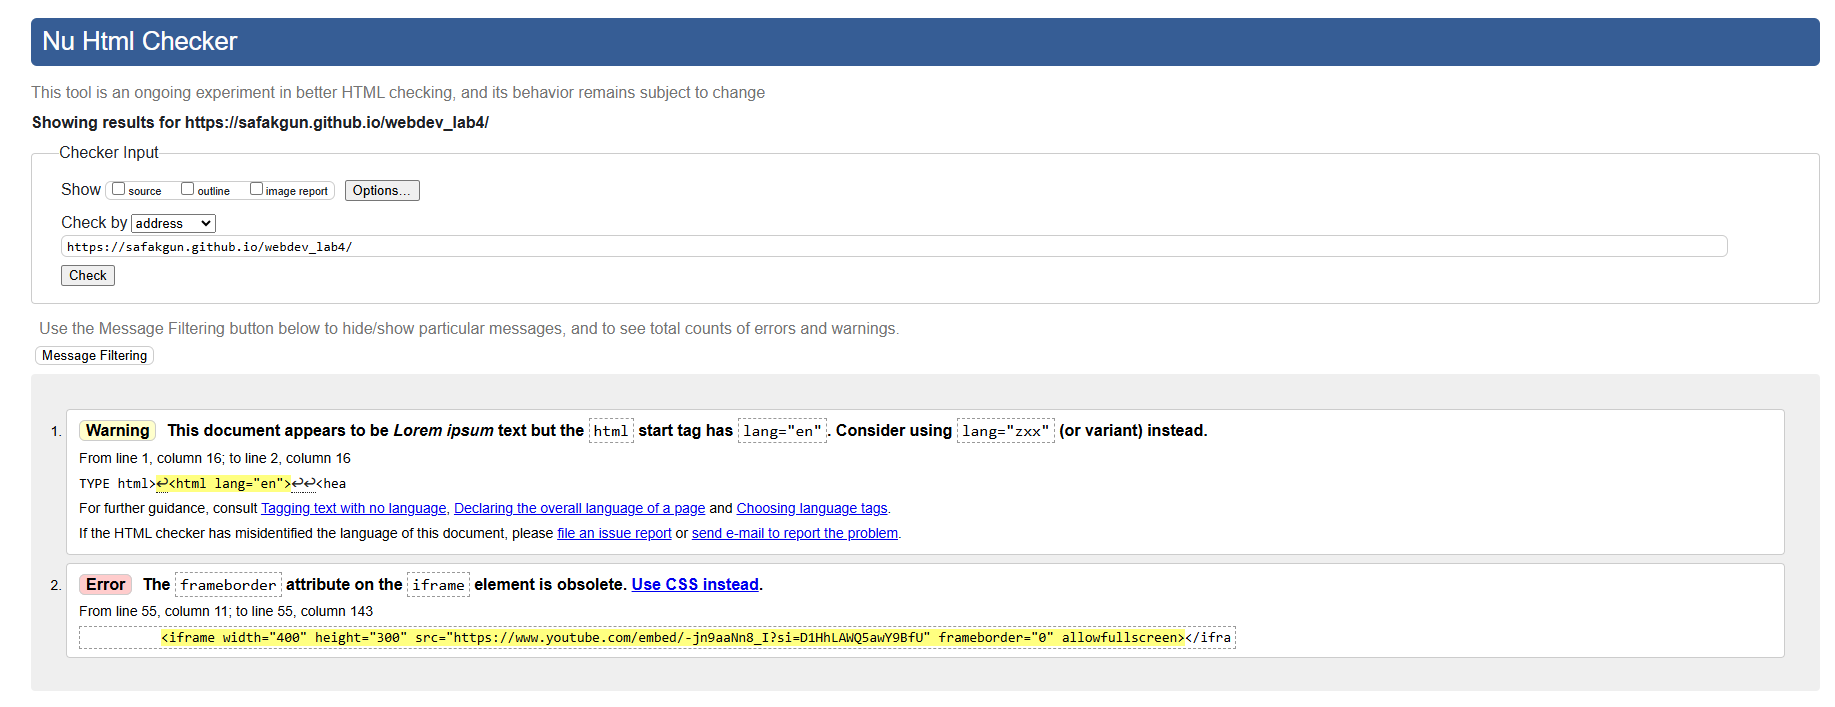 Nu Html Checker
This tool is an ongoing experiment in better HTML checking, and its behavior remains subject to change
Showing results for https://safakgun.github.io/webdev_lab4/
Checker Input
Show source outline image report Options...
Check by address
https://safakgun.github.io/webdev_lab4/
Check
Use the Message Filtering button below to hide/show particular messages, and to see total counts of errors and warnings.
Message Filtering
1. Warning This document appears to be Lorem ipsum text but the html start tag has lang="en". Consider using lang="zxx" (or variant) instead.
From line 1, column 16; to line 2, column 16
TYPE html>↩<html lang="en">↩↩<hea
For further guidance, consult Tagging text with no language, Declaring the overall language of a page and Choosing language tags.
If the HTML checker has misidentified the language of this document, please file an issue report or send e-mail to report the problem.
2. Error The frameborder attribute on the iframe element is obsolete. Use CSS instead.
From line 55, column 11; to line 55, column 143
<iframe width="400" height="300" src="https://www.youtube.com/embed/-jn9aaNn8_I?si=D1HhLAWQ5awY9BfU" frameborder="0" allowfullscreen></ifra